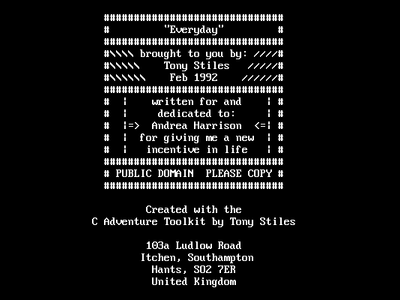 ##############################
#         "Everyday"         #
##############################
#\\\\\ brought to you by: ////#
#\\\\\     Tony Stiles   /////#
#\\\\\\     Feb 1992    //////#
##############################
#  |    written for and    | #
#  |     dedicated to:     | #
#  |=>  Andrea Harrison  <=| #
#  |  for giving me a new  | #
#  |   incentive in life   | #
##############################
# PUBLIC DOMAIN  PLEASE COPY #
##############################
Created with the
C Adventure Toolkit by Tony Stiles
103a Ludlow Road
Itchen, Southampton
Hants, SO2 7ER
United Kingdom